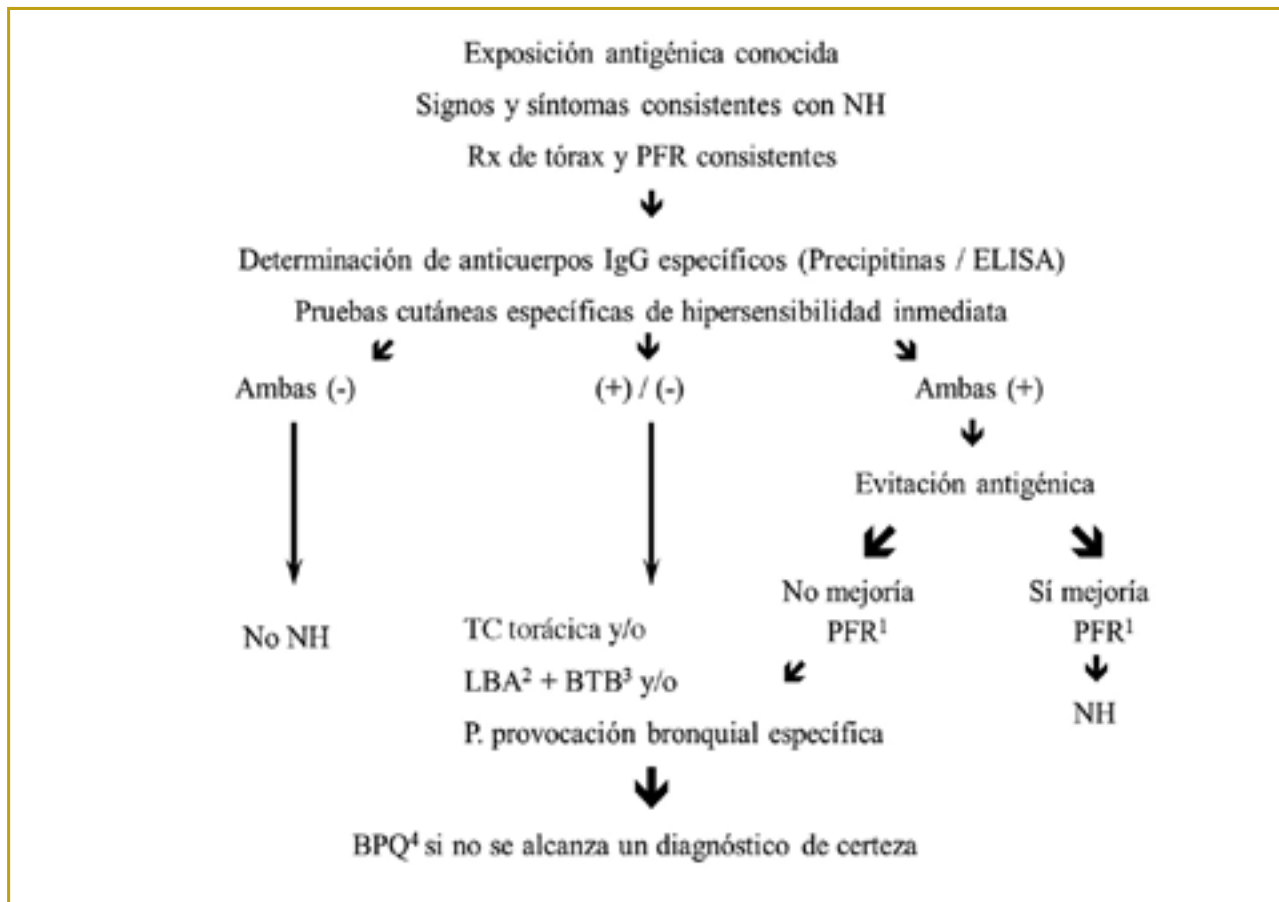 Exposición antigénica conocida
Signos y síntomas consistentes con NH
Rx de tórax y PFR consistentes
Determinación de anticuerpos IgG específicos (Precipitinas / ELISA)
Pruebas cutáneas específicas de hipersensibilidad inmediata
Ambas (-)
(+) / (-)
Ambas (+)
Evitación antigénica
No mejoría
PFR¹
Sí mejoría
PFR¹
No NH
TC torácica y/o
LBA² + BTB³ y/o
P. provocación bronquial específica
NH
BPQ⁴ si no se alcanza un diagnóstico de certeza